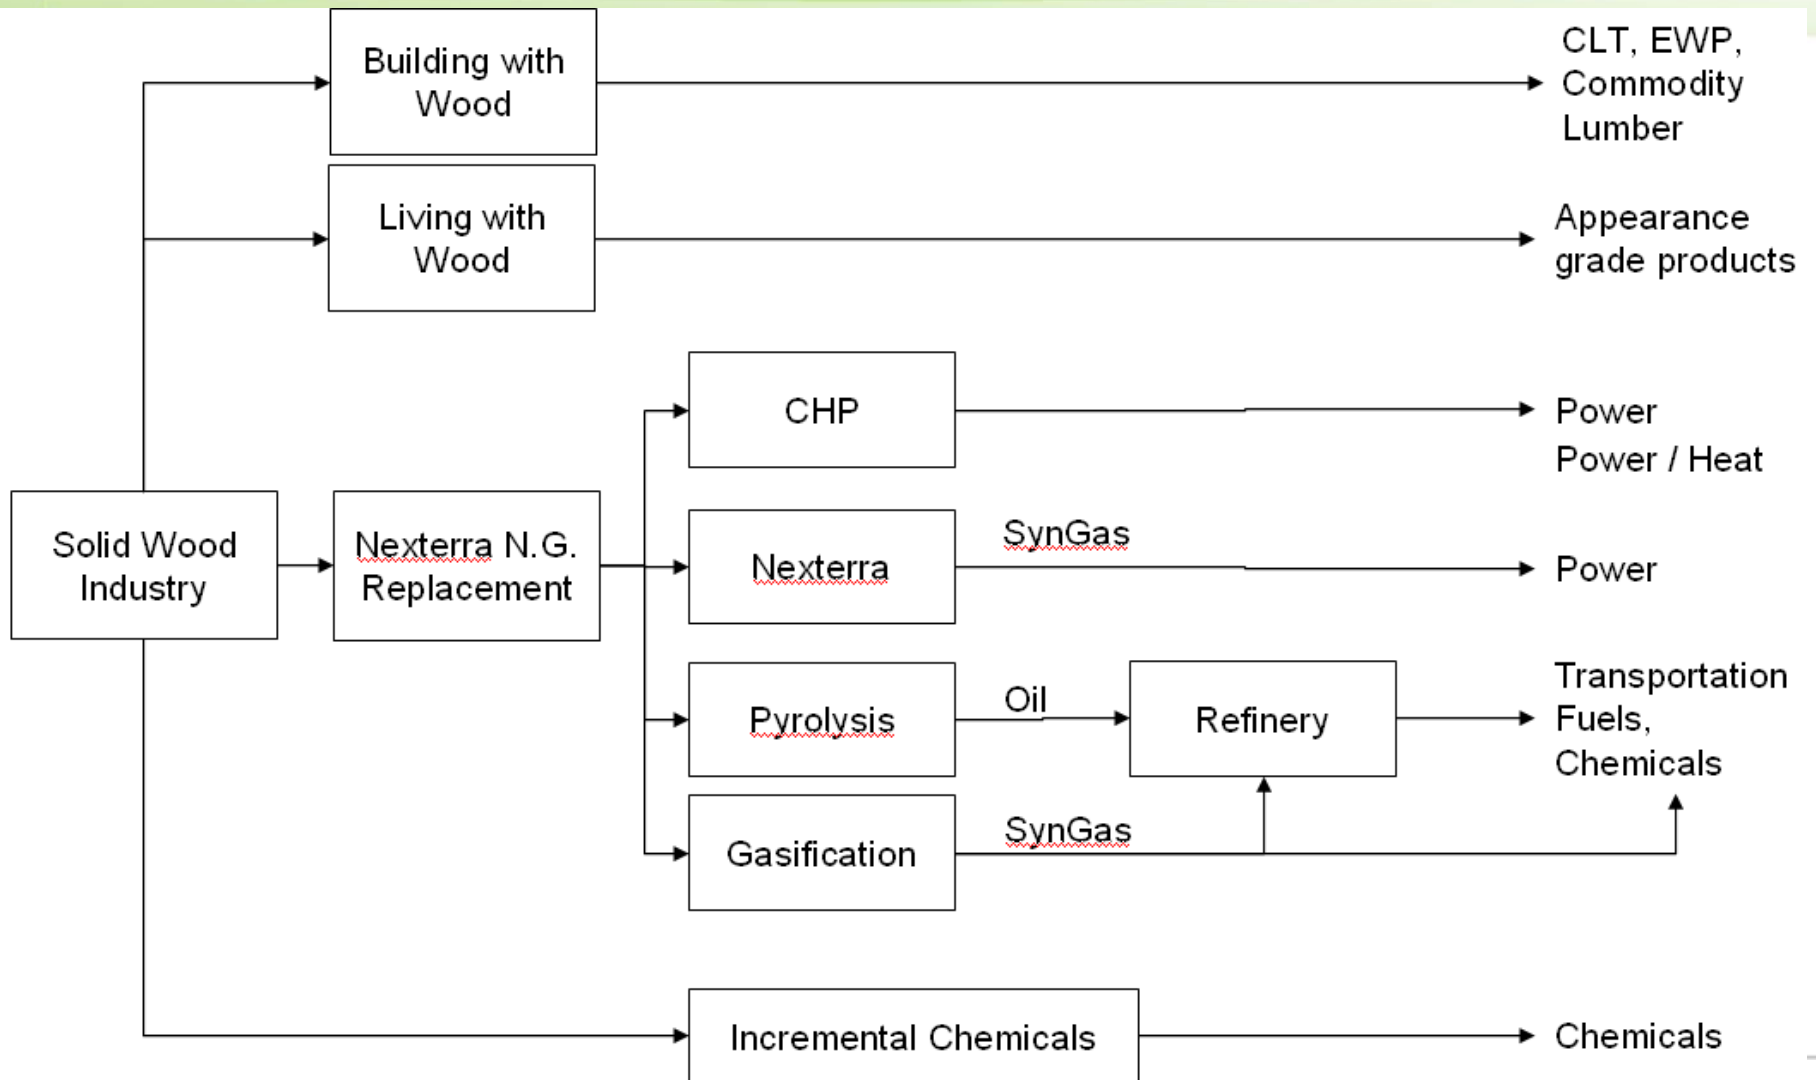 Building with
Wood
CLT, EWP,
Commodity
Lumber
Living with
Wood
Appearance
grade products
CHP
Power
Power / Heat
Solid Wood
Industry
Nexterra N.G.
Replacement
Nexterra
SynGas
Power
Pyrolysis
Oil
Refinery
Transportation
Fuels,
Chemicals
Gasification
SynGas
Incremental Chemicals
Chemicals